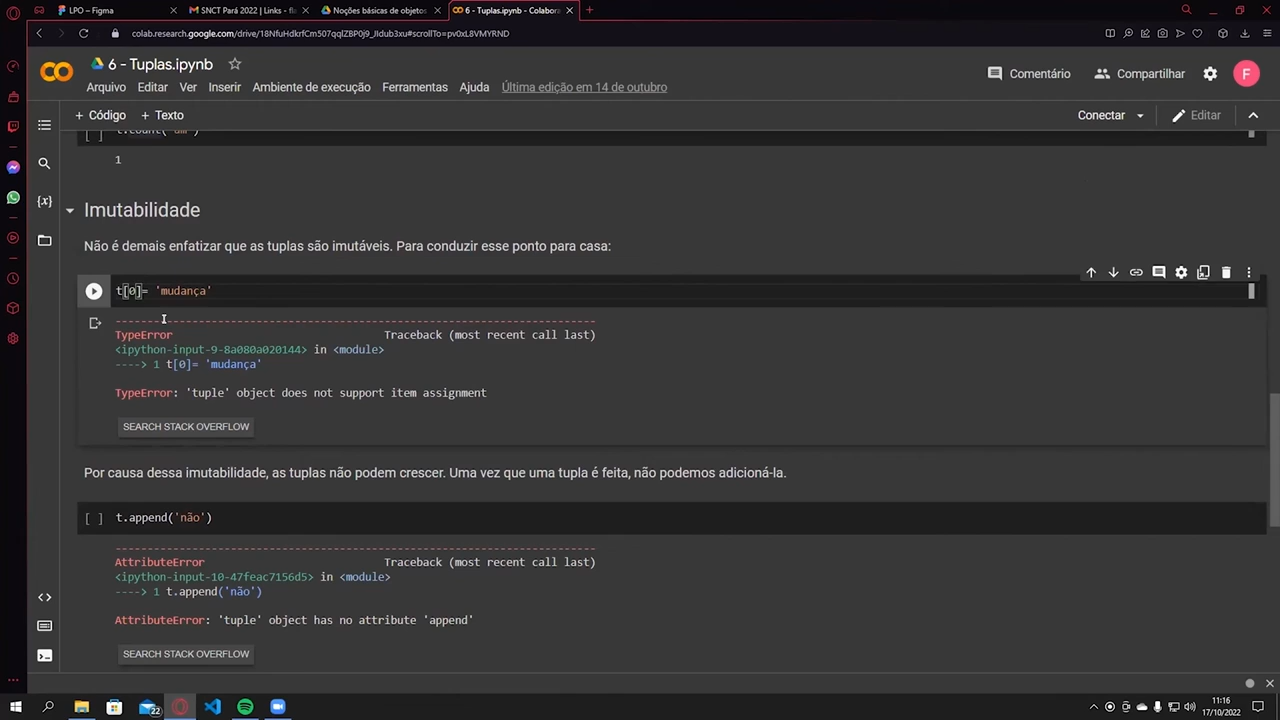 LPO – Figma
SNCT Pará 2022 | Links - fla
Noções básicas de objetos
6 - Tuplas.ipynb - Colabora
colab.research.google.com/drive/18NfuHdkrfCm507qqlZBP0j9_JIdub3xu#scrollTo=pv0xL8VMYRND
6 - Tuplas.ipynb
Comentário
Compartilhar
F
Arquivo Editar Ver Inserir Ambiente de execução Ferramentas Ajuda Última edição em 14 de outubro
+ Código + Texto
Conectar
Editar
[ ] t.count('um')
1
Imutabilidade
Não é demais enfatizar que as tuplas são imutáveis. Para conduzir esse ponto para casa:
t[0]= 'mudança'
---------------------------------------------------------------------------
TypeError Traceback (most recent call last)
<ipython-input-9-8a080a020144> in <module>
----> 1 t[0]= 'mudança'
TypeError: 'tuple' object does not support item assignment
SEARCH STACK OVERFLOW
Por causa dessa imutabilidade, as tuplas não podem crescer. Uma vez que uma tupla é feita, não podemos adicioná-la.
[ ] t.append('não')
---------------------------------------------------------------------------
AttributeError Traceback (most recent call last)
<ipython-input-10-47feac7156d5> in <module>
----> 1 t.append('não')
AttributeError: 'tuple' object has no attribute 'append'
SEARCH STACK OVERFLOW
22
11:16
17/10/2022